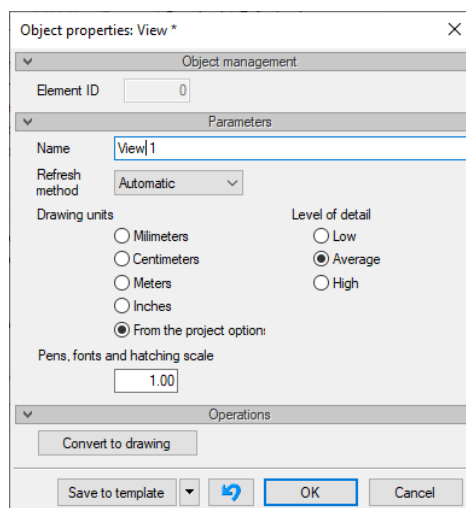 Object properties: View *
Object management
Element ID 0
Parameters
Name View 1
Refresh method Automatic
Drawing units Level of detail
Milimeters Low
Centimeters Average
Meters High
Inches
From the project option
Pens, fonts and hatching scale
1.00
Operations
Convert to drawing
Save to template OK Cancel